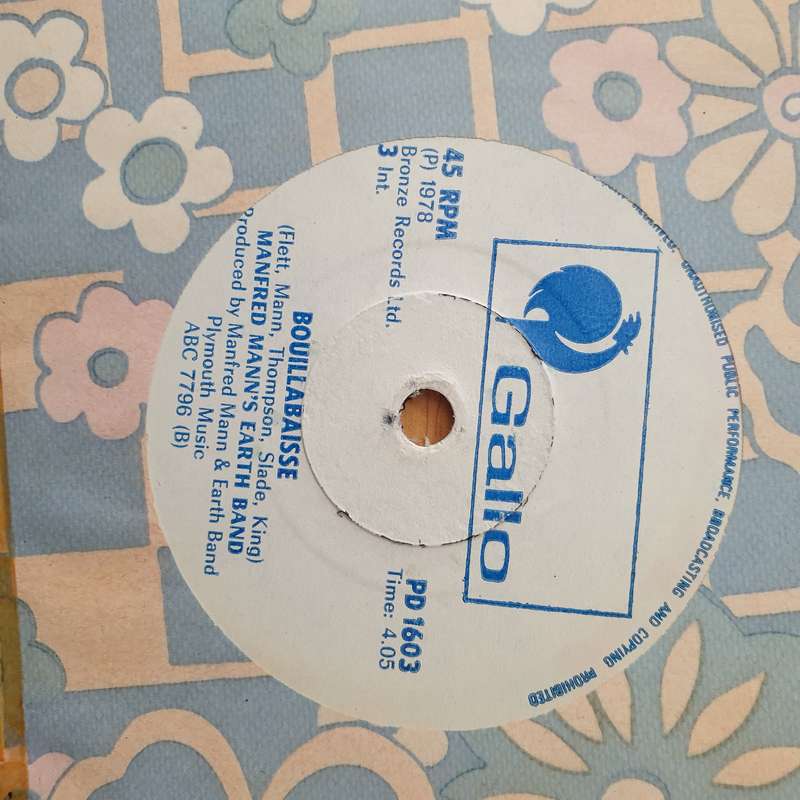 UNAUTHORISED PUBLIC PERFORMANCE, BROADCASTING AND COPYING PROHIBITED
Gallo
45 RPM
(P) 1978
Bronze Records Ltd.
3 Int.
PD 1603
Time: 4.05
BOUILLABAISSE
(Flett, Mann, Thompson, Slade, King)
MANFRED MANN'S EARTH BAND
Produced by Manfred Mann & Earth Band
Plymouth Music
ABC 7796 (B)